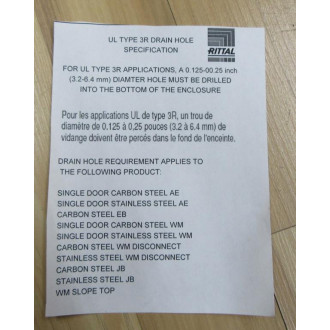 UL TYPE 3R DRAIN HOLE
SPECIFICATION
RITTAL
FOR UL TYPE 3R APPLICATIONS, A 0.125-00.25 inch
(3.2-6.4 mm) DIAMTER HOLE MUST BE DRILLED
INTO THE BOTTOM OF THE ENCLOSURE
Pour les applications UL de type 3R, un trou de
diamètre de 0,125 à 0,25 pouces (3.2 à 6.4 mm) de
vidange doivent être percés dans le fond de l'enceinte.
DRAIN HOLE REQUIREMENT APPLIES TO
THE FOLLOWING PRODUCT:
SINGLE DOOR CARBON STEEL AE
SINGLE DOOR STAINLESS STEEL AE
CARBON STEEL EB
SINGLE DOOR CARBON STEEL WM
SINGLE DOOR STAINLESS STEEL WM
CARBON STEEL WM DISCONNECT
STAINLESS STEEL WM DISCONNECT
CARBON STEEL JB
STAINLESS STEEL JB
WM SLOPE TOP